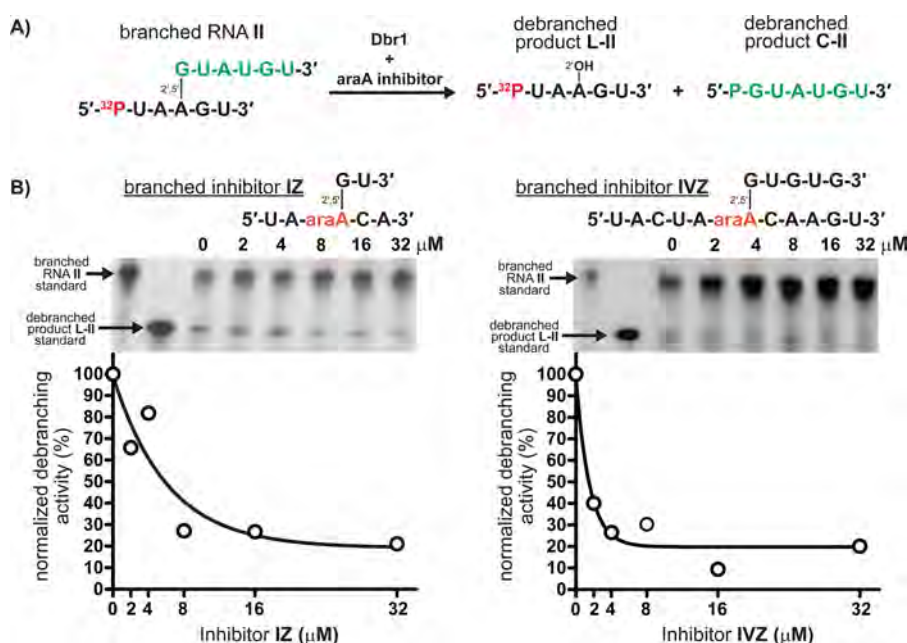 A)
branched RNA II
G-U-A-U-G-U-3'
2',5'
5'-32P-U-A-A-G-U-3'
Dbr1
+
araA inhibitor
debranched
product L-II
2'OH
5'-32P-U-A-A-G-U-3'
+
debranched
product C-II
5'-P-G-U-A-U-G-U-3'
B)
branched inhibitor IZ
G-U-3'
2',5'
5'-U-A-araA-C-A-3'
0 2 4 8 16 32 μM
branched
RNA II
standard
debranched
product L-II
standard
normalized debranching
activity (%)
100
90
80
70
60
50
40
30
20
10
0
0 2 4 8 16 32
Inhibitor IZ (μM)
branched inhibitor IVZ
G-U-G-U-G-3'
2',5'
5'-U-A-C-U-A-araA-C-A-A-G-U-3'
0 2 4 8 16 32 μM
branched
RNA II
standard
debranched
product L-II
standard
normalized debranching
activity (%)
100
90
80
70
60
50
40
30
20
10
0
0 2 4 8 16 32
Inhibitor IVZ (μM)